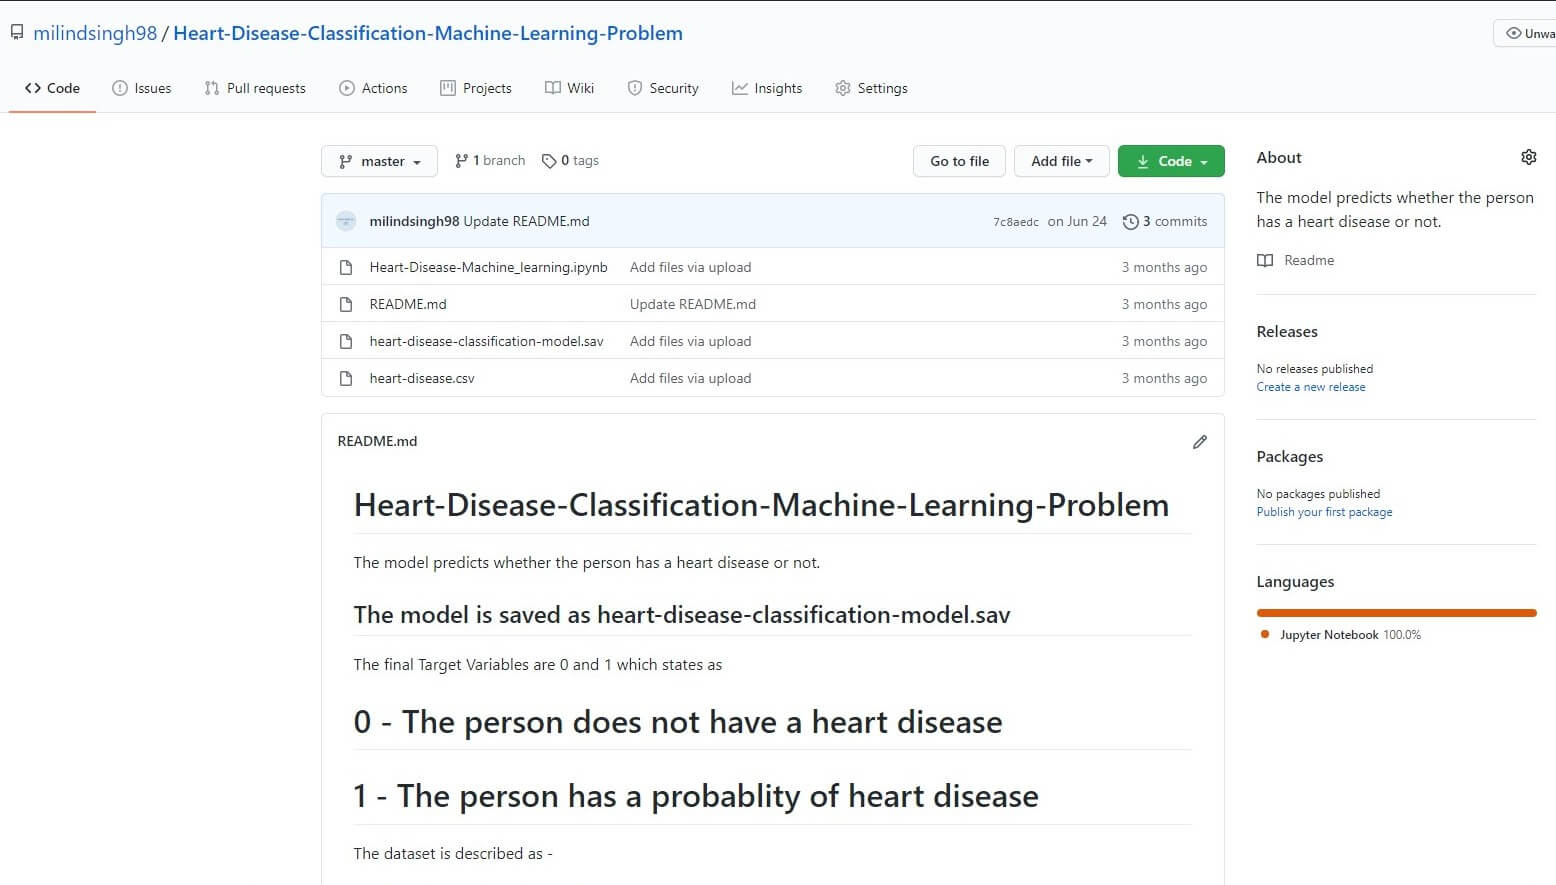 milindsingh98 / Heart-Disease-Classification-Machine-Learning-Problem
Unwa
Code Issues Pull requests Actions Projects Wiki Security Insights Settings
master 1 branch 0 tags Go to file Add file Code
milindsingh98 Update README.md 7c8aedc on Jun 24 3 commits
Heart-Disease-Machine_learning.ipynb Add files via upload 3 months ago
README.md Update README.md 3 months ago
heart-disease-classification-model.sav Add files via upload 3 months ago
heart-disease.csv Add files via upload 3 months ago
README.md
Heart-Disease-Classification-Machine-Learning-Problem
The model predicts whether the person has a heart disease or not.
The model is saved as heart-disease-classification-model.sav
The final Target Variables are 0 and 1 which states as
0 - The person does not have a heart disease
1 - The person has a probablity of heart disease
The dataset is described as -
About
The model predicts whether the person
has a heart disease or not.
Readme
Releases
No releases published
Create a new release
Packages
No packages published
Publish your first package
Languages
Jupyter Notebook 100.0%